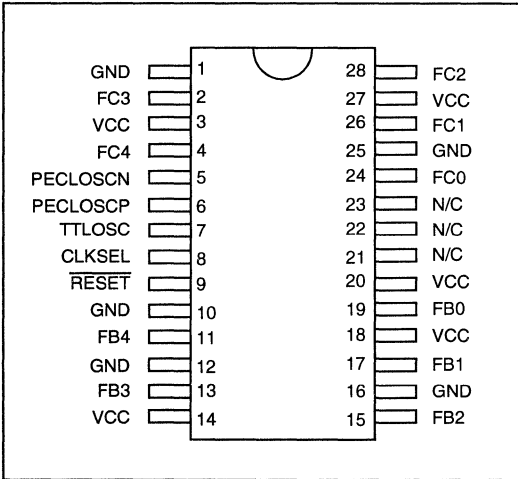 GND 1 28 FC2
FC3 2 27 VCC
VCC 3 26 FC1
FC4 4 25 GND
PECLOSCN 5 24 FC0
PECLOSCP 6 23 N/C
TTLOSC 7 22 N/C
CLKSEL 8 21 N/C
RESET 9 20 VCC
GND 10 19 FB0
FB4 11 18 VCC
GND 12 17 FB1
FB3 13 16 GND
VCC 14 15 FB2